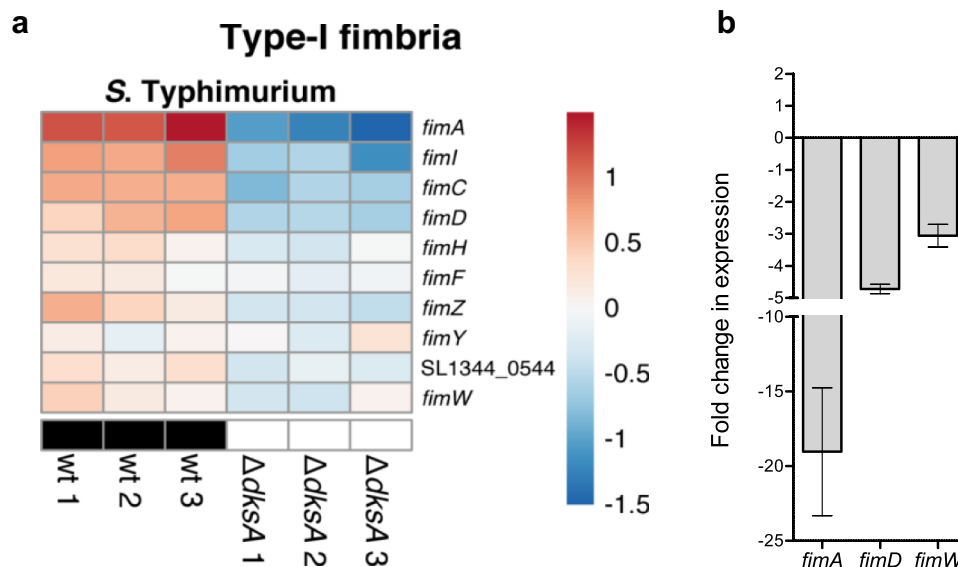 a
Type-I fimbria
S. Typhimurium
fimA
fimI
fimC
fimD
fimH
fimF
fimZ
fimY
SL1344_0544
fimW
wt 1
wt 2
wt 3
ΔdksA 1
ΔdksA 2
ΔdksA 3
1
0.5
0
-0.5
-1
-1.5
b
Fold change in expression
2
1
0
-1
-2
-3
-4
-5
-10
-15
-20
-25
fimA fimD fimW